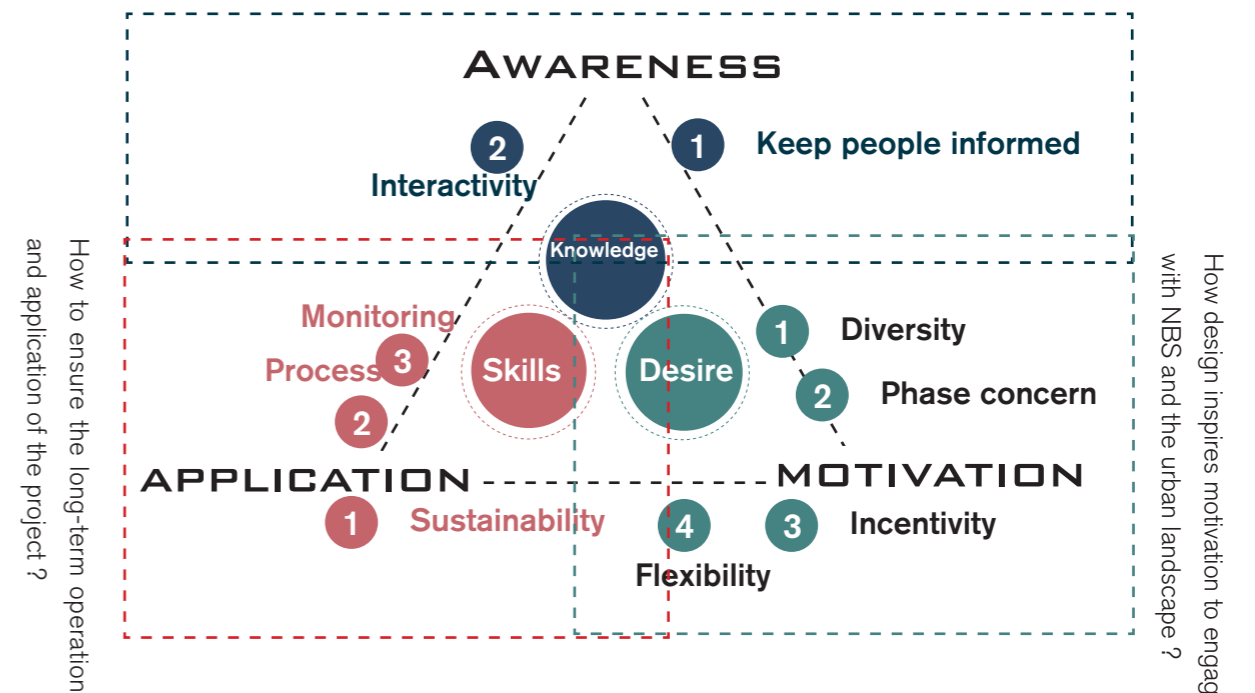 AWARENESS
2
1
Keep people informed
Interactivity
Knowledge
Monitoring
1
Diversity
Process
3
Skills
Desire
2
Phase concern
2
APPLICATION
MOTIVATION
1
Sustainability
4
3
Incentivity
Flexibility
How to ensure the long-term operation
and application of the project ?
How design inspires motivation to engag
with NBS and the urban landscape ?